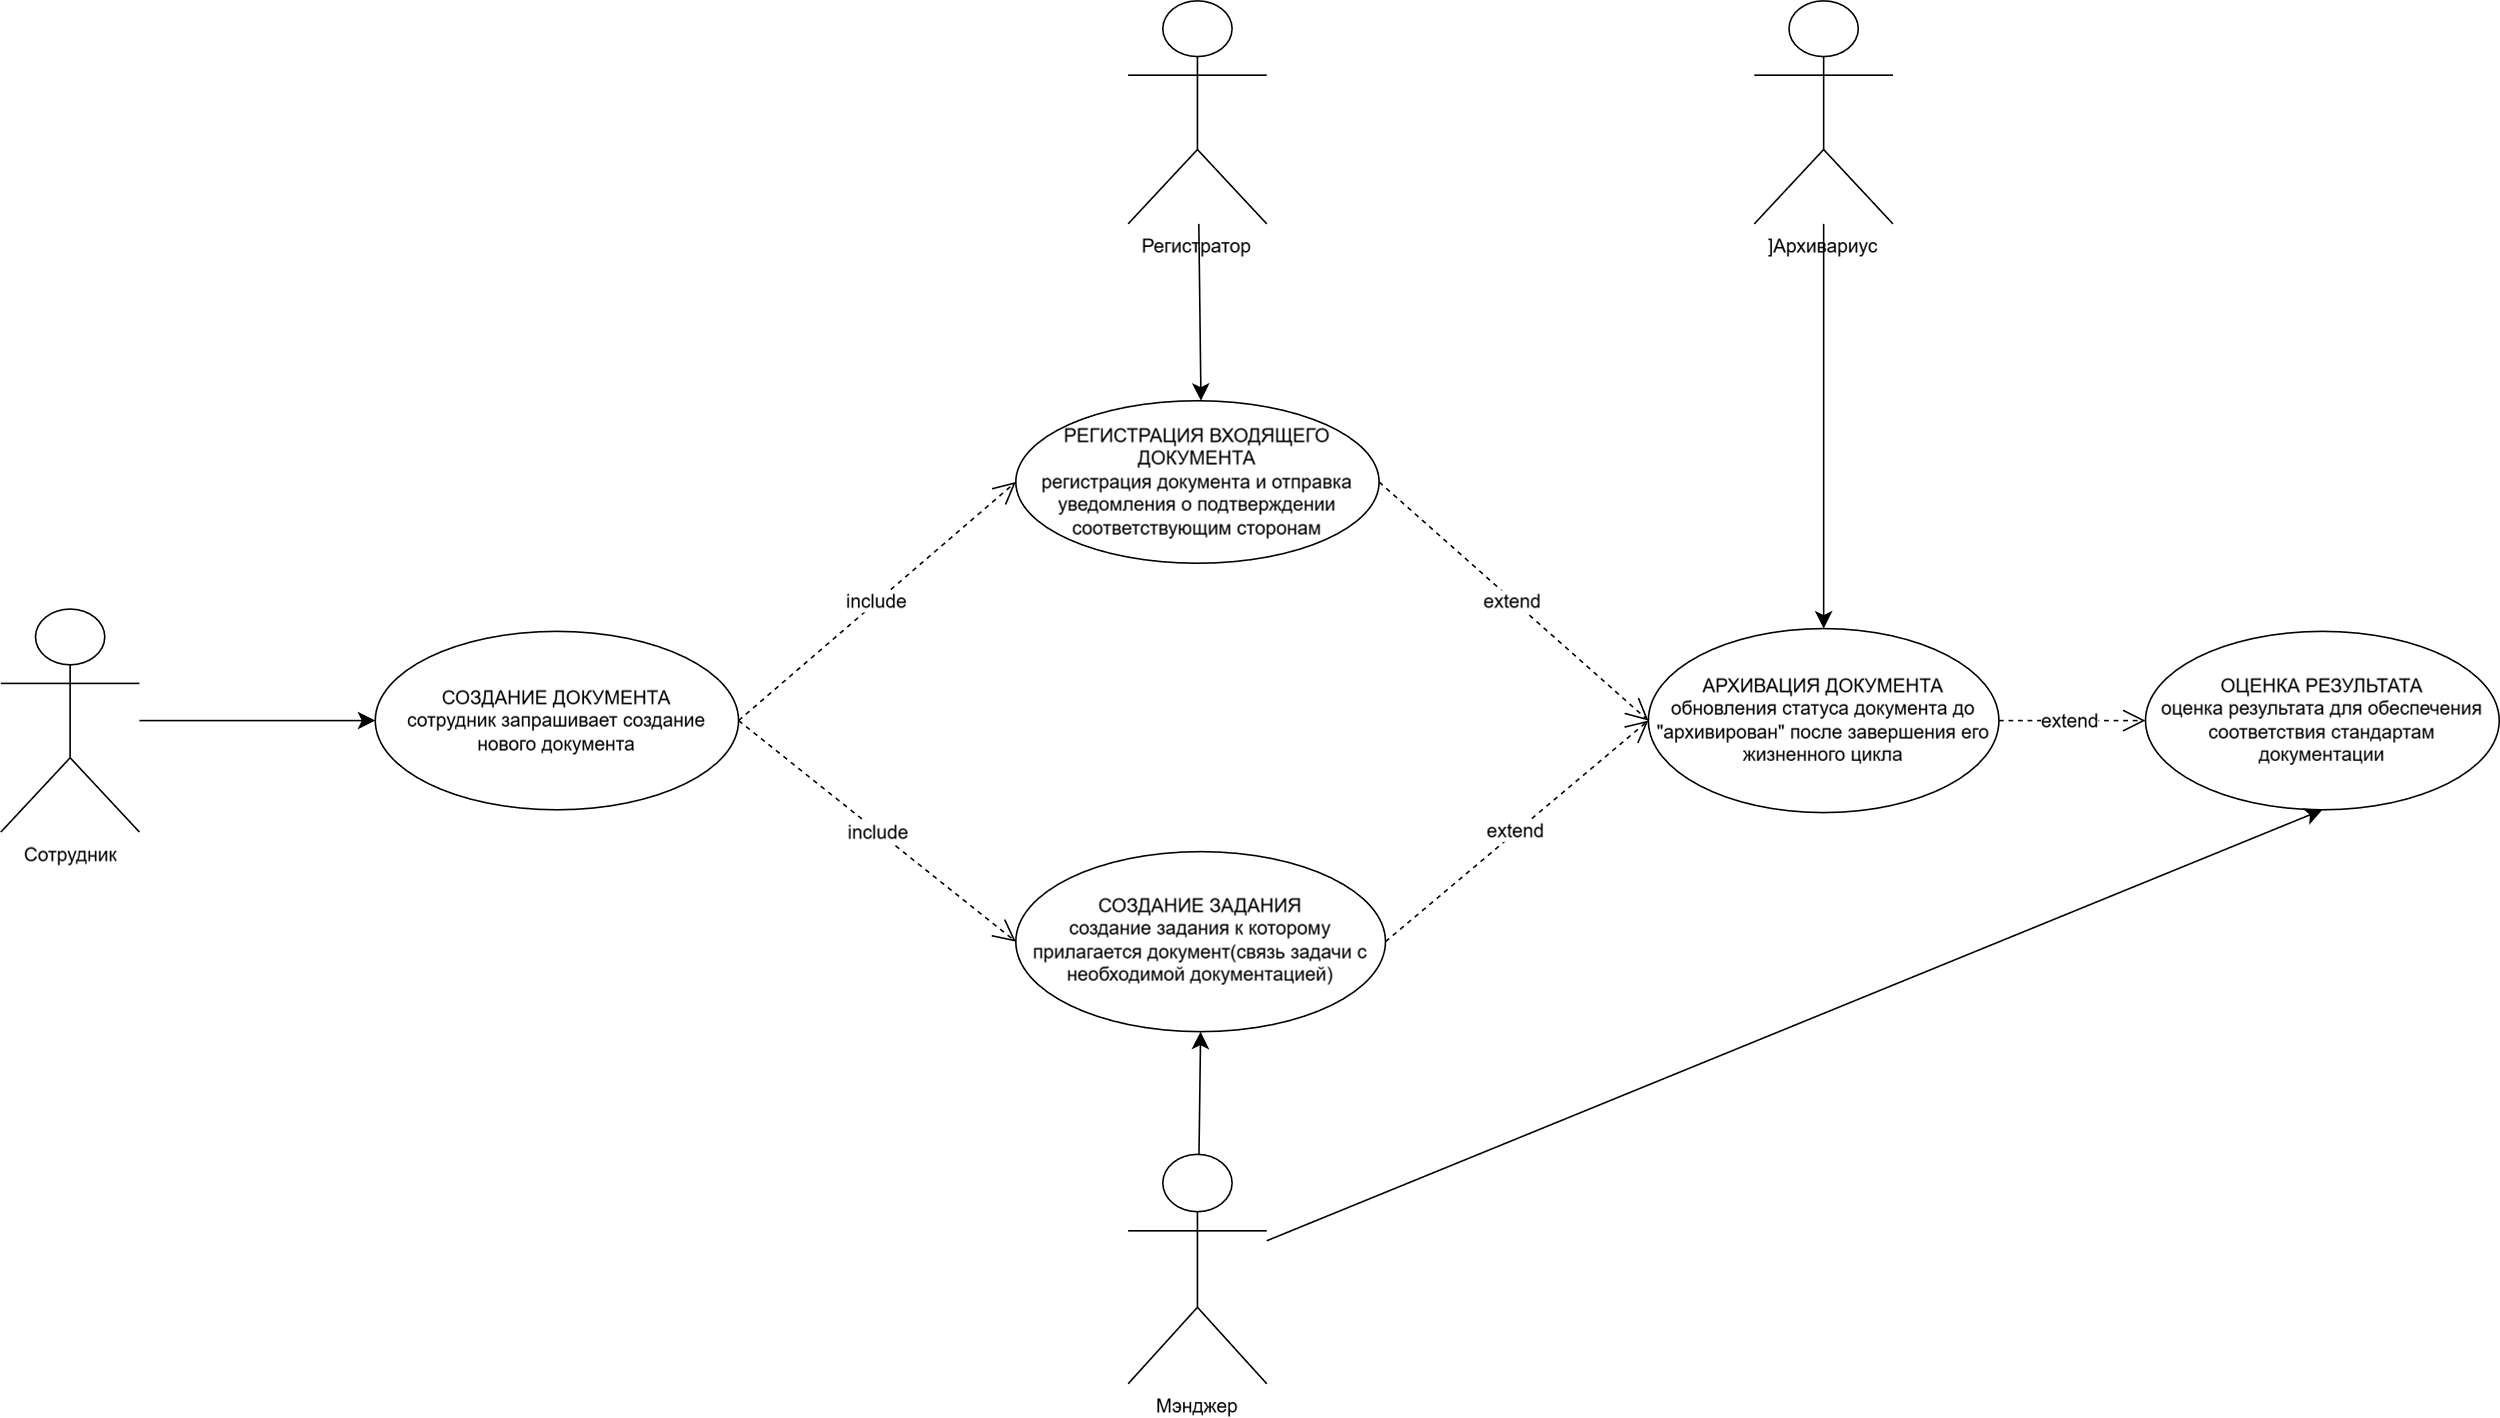 Регистратор
]Архивариус
РЕГИСТРАЦИЯ ВХОДЯЩЕГО
ДОКУМЕНТА
регистрация документа и отправка
уведомления о подтверждении
соответствующим сторонам
include
extend
СОЗДАНИЕ ДОКУМЕНТА
сотрудник запрашивает создание
нового документа
АРХИВАЦИЯ ДОКУМЕНТА
обновления статуса документа до
"архивирован" после завершения его
жизненного цикла
extend
ОЦЕНКА РЕЗУЛЬТАТА
оценка результата для обеспечения
соответствия стандартам
документации
Сотрудник
include
extend
СОЗДАНИЕ ЗАДАНИЯ
создание задания к которому
прилагается документ(связь задачи с
необходимой документацией)
Мэнджер